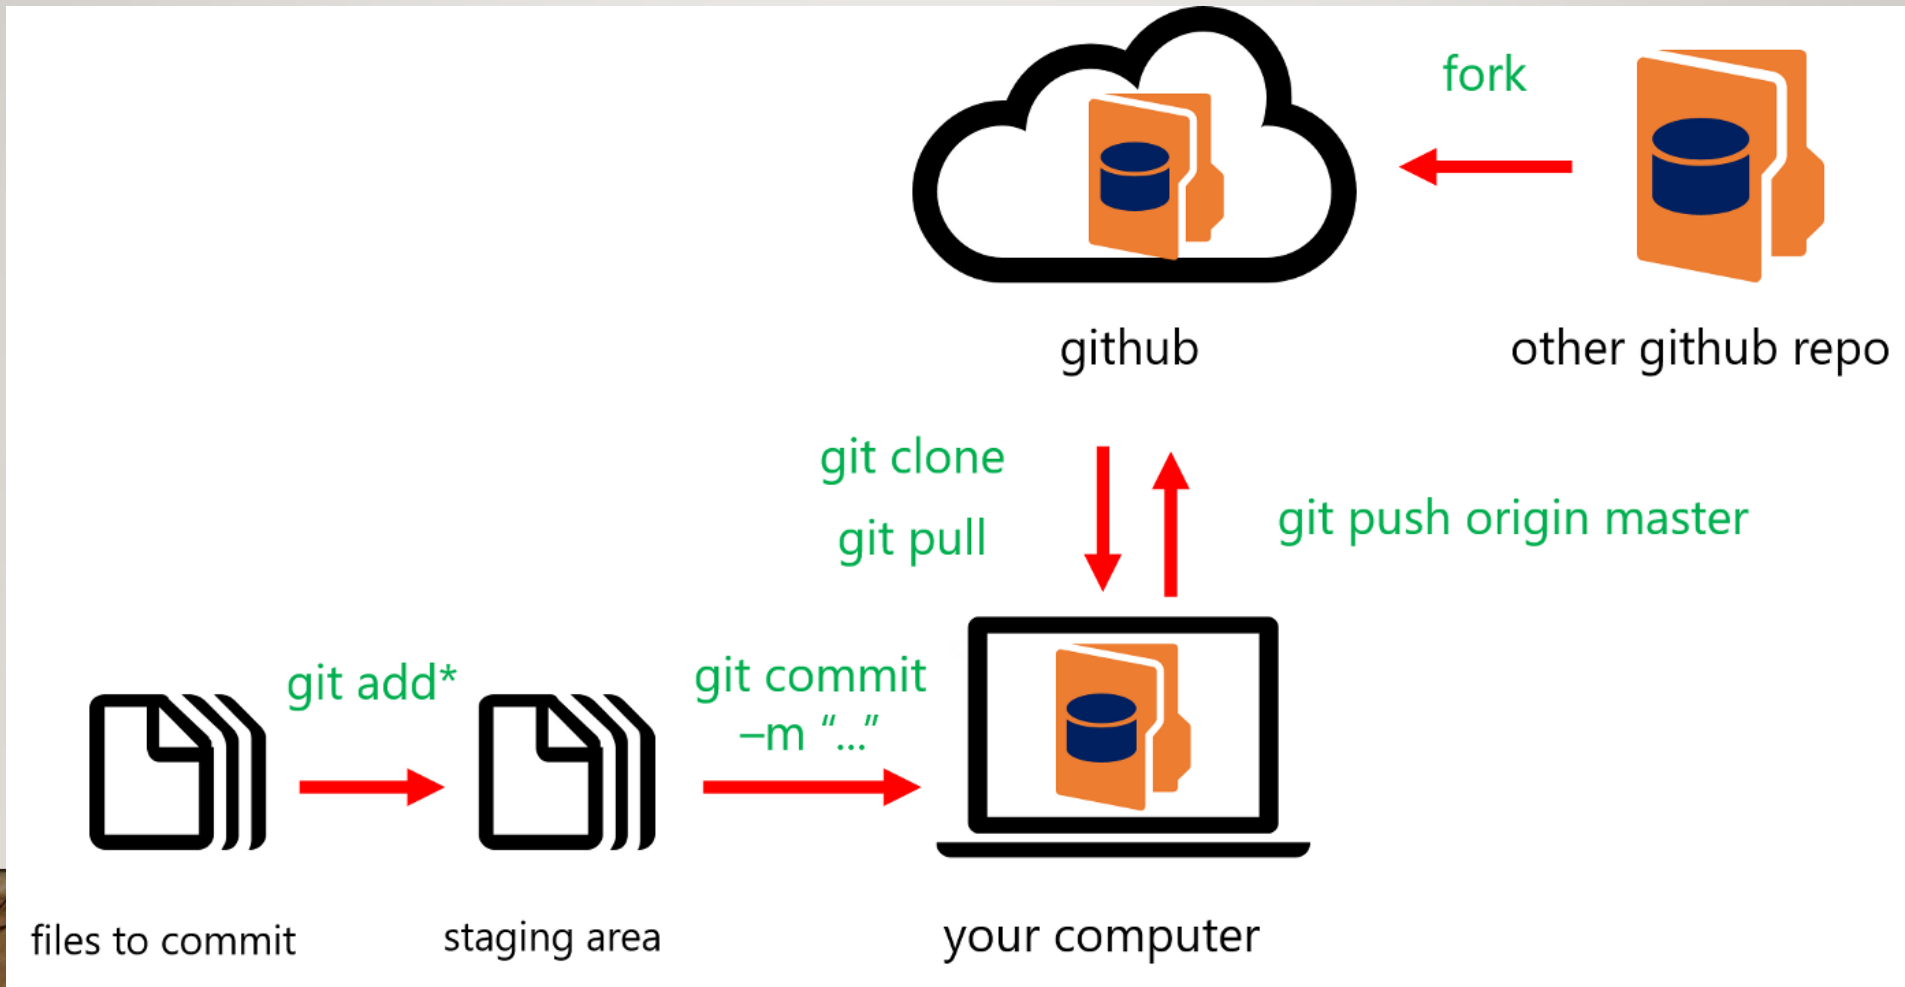 fork
github
other github repo
git clone
git pull
git push origin master
git add*
git commit
–m “...”
files to commit
staging area
your computer